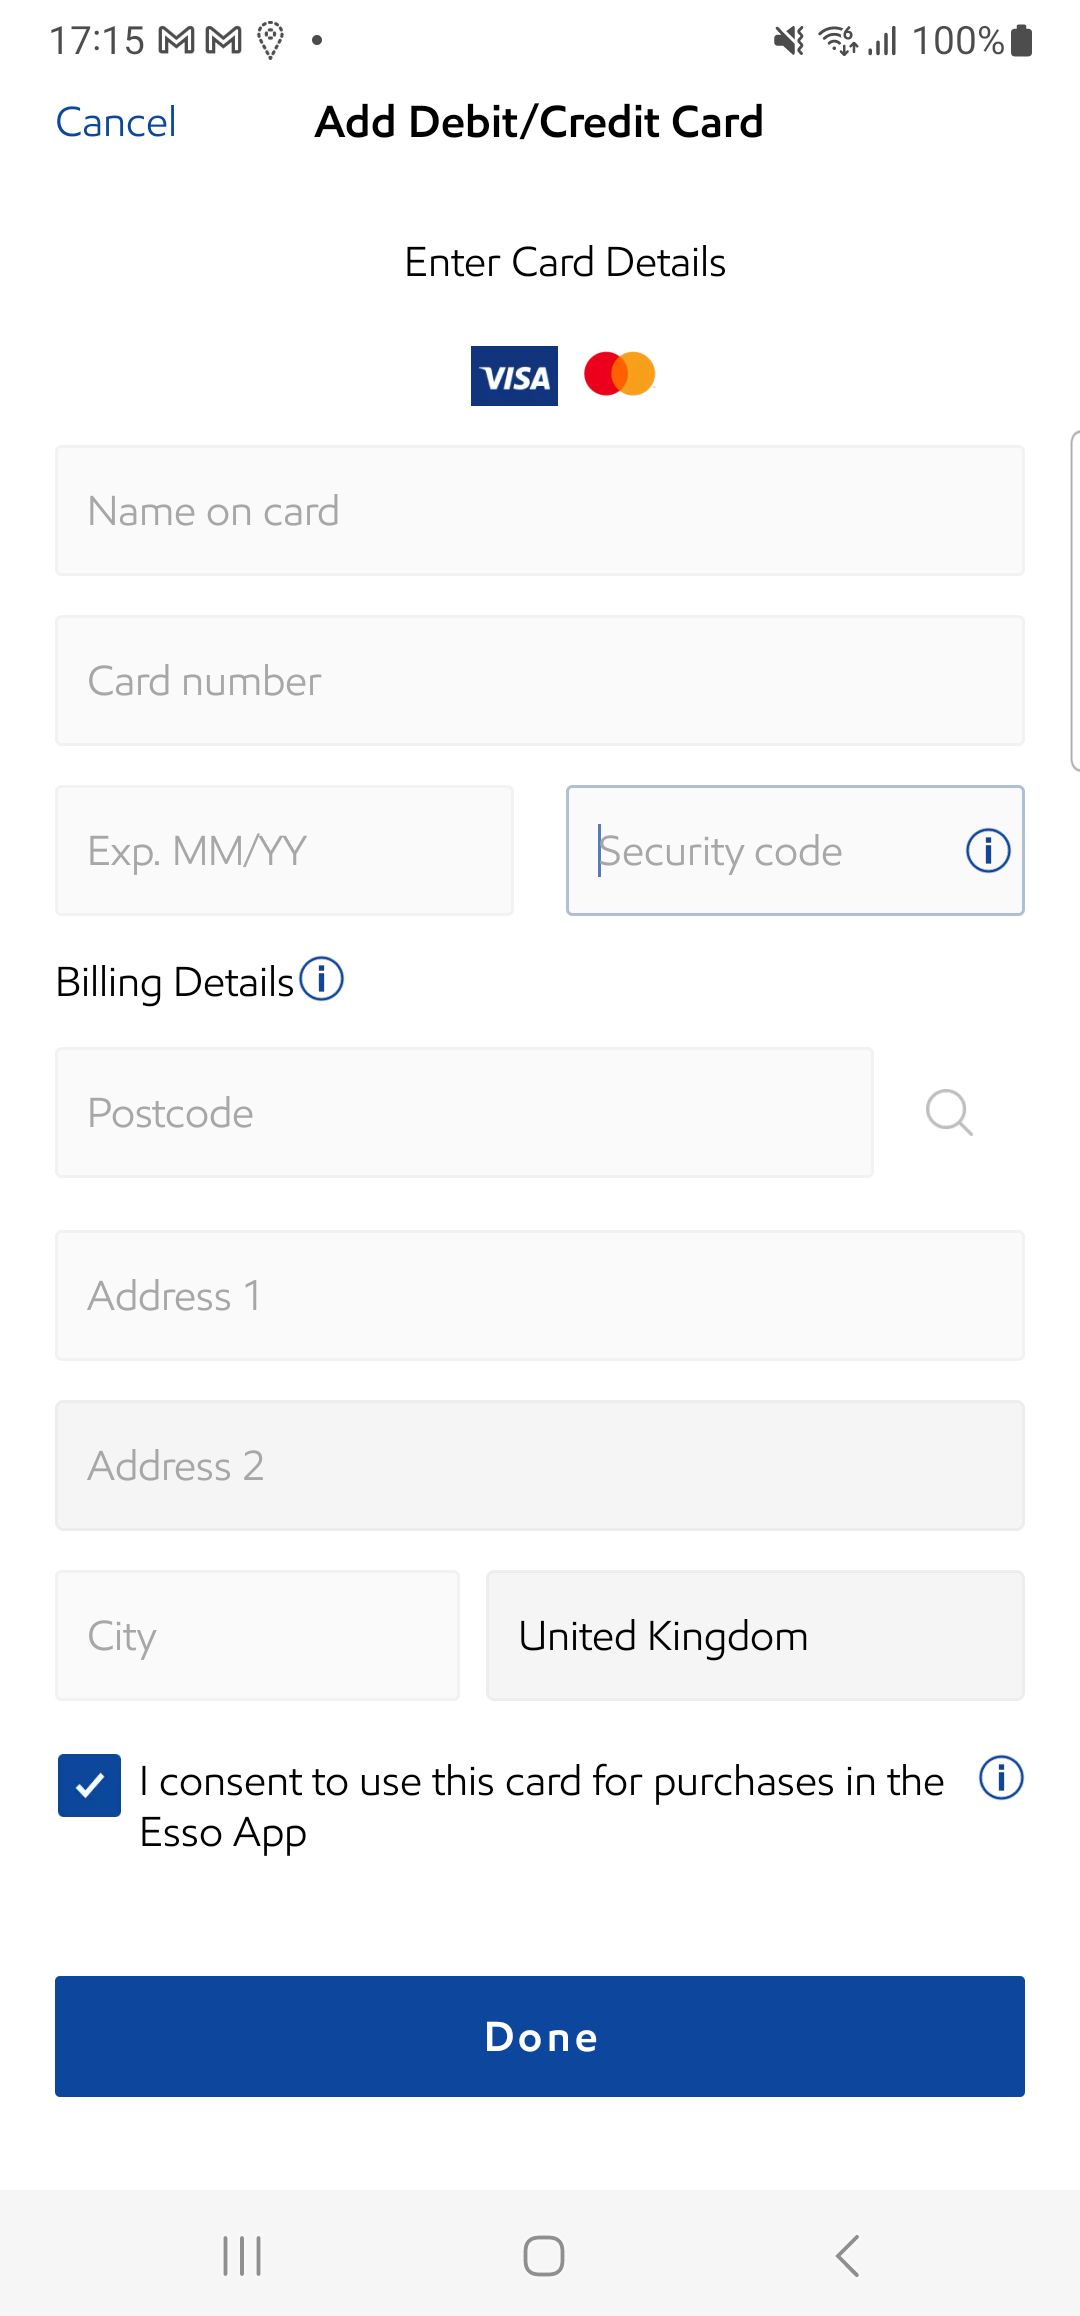 17:15 100%
Cancel Add Debit/Credit Card
Enter Card Details
VISA
Name on card
Card number
Exp. MM/YY Security code
Billing Details
Postcode
Address 1
Address 2
City United Kingdom
I consent to use this card for purchases in the
Esso App
Done